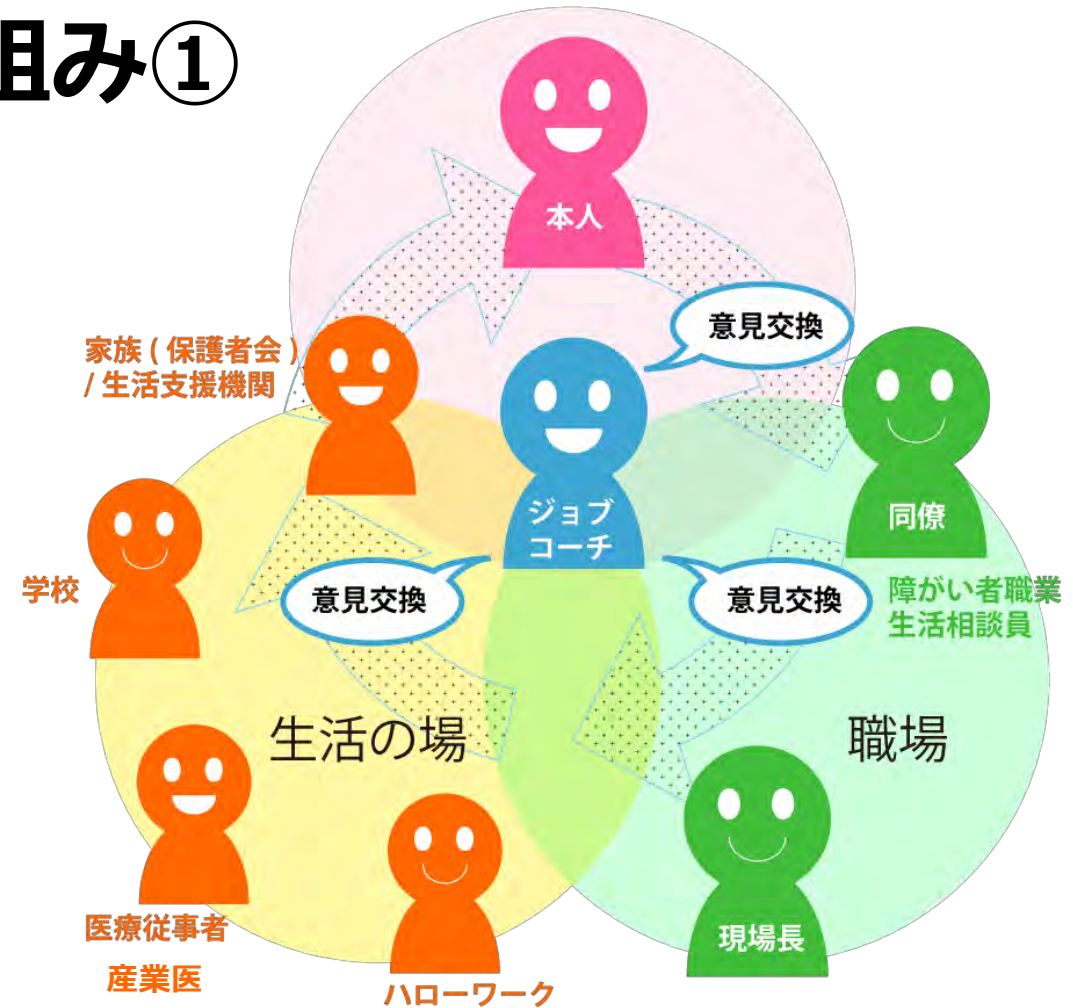 組み①
本人
意見交換
家族 ( 保護者会 )
/ 生活支援機関
ジョブ
コーチ
同僚
学校
意見交換
意見交換
障がい者職業
生活相談員
生活の場
職場
医療従事者
産業医
ハローワーク
現場長